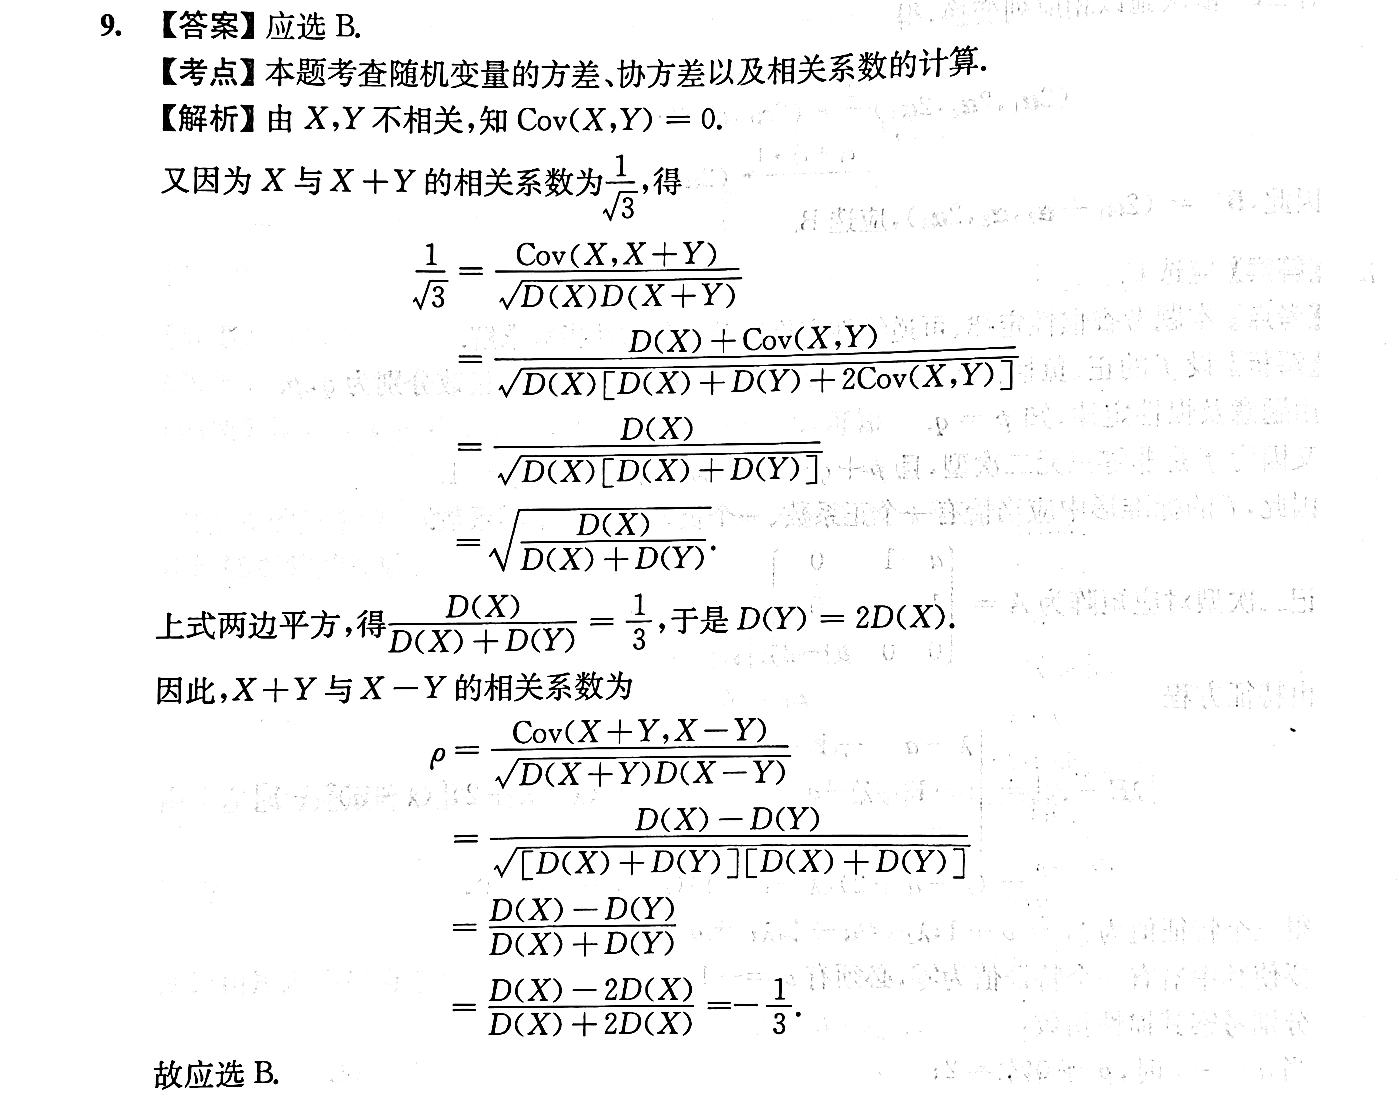 9. 【答案】应选 B.
【考点】本题考查随机变量的方差、协方差以及相关系数的计算.
【解析】由 X,Y 不相关,知 Cov(X,Y) = 0.
又因为 X 与 X+Y 的相关系数为 1/√3,得
1/√3 = Cov(X,X+Y)/√D(X)D(X+Y)
= D(X)+Cov(X,Y)/√D(X)[D(X)+D(Y)+2Cov(X,Y)]
= D(X)/√D(X)[D(X)+D(Y)]
= √D(X)/D(X)+D(Y).
上式两边平方,得 D(X)/D(X)+D(Y) = 1/3,于是 D(Y) = 2D(X).
因此,X+Y 与 X-Y 的相关系数为
ρ = Cov(X+Y,X-Y)/√D(X+Y)D(X-Y)
= D(X)-D(Y)/√[D(X)+D(Y)][D(X)+D(Y)]
= D(X)-D(Y)/D(X)+D(Y)
= D(X)-2D(X)/D(X)+2D(X) = -1/3.
故应选 B.